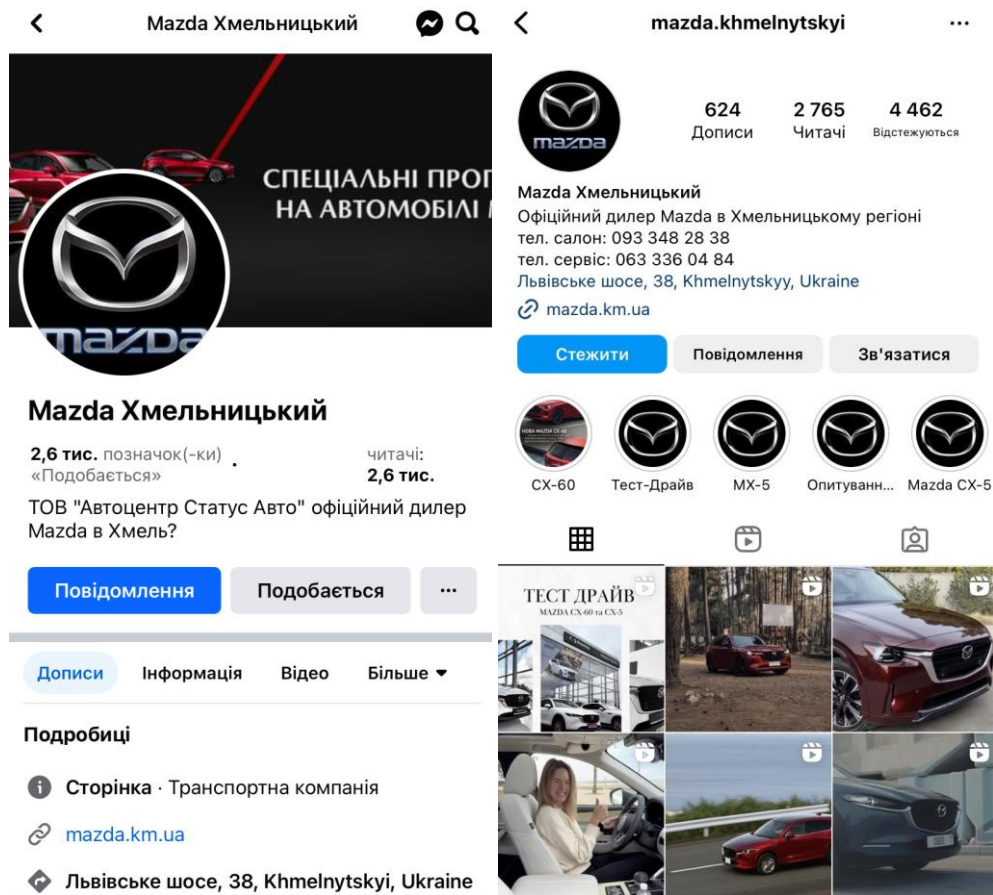 Mazda Хмельницький
СПЕЦІАЛЬНІ ПРОГ
НА АВТОМОБІЛІ
mazda
Mazda Хмельницький
2,6 тис. позначок(-ки) «Подобається» .
читачі: 2,6 тис.
ТОВ "Автоцентр Статус Авто" офіційний дилер
Mazda в Хмель?
Повідомлення
Подобається
...
Дописи
Інформація
Відео
Більше
Подробиці
Сторінка · Транспортна компанія
mazda.km.ua
Львівське шосе, 38, Khmelnytskyi, Ukraine
mazda.khmelnytskyi
...
mazda
624 Дописи
2 765 Читачі
4 462 Відстежуються
Mazda Хмельницький
Офіційний дилер Mazda в Хмельницькому регіоні
тел. салон: 093 348 28 38
тел. сервіс: 063 336 04 84
Львівське шосе, 38, Khmelnytskyy, Ukraine
mazda.km.ua
Стежити
Повідомлення
Зв'язатися
НОВА MAZDA CX-60
CX-60
Тест-Драйв
MX-5
Опитуванн...
Mazda CX-5
ТЕСТ ДРАЙВ
MAZDA CX-60 та CX-5